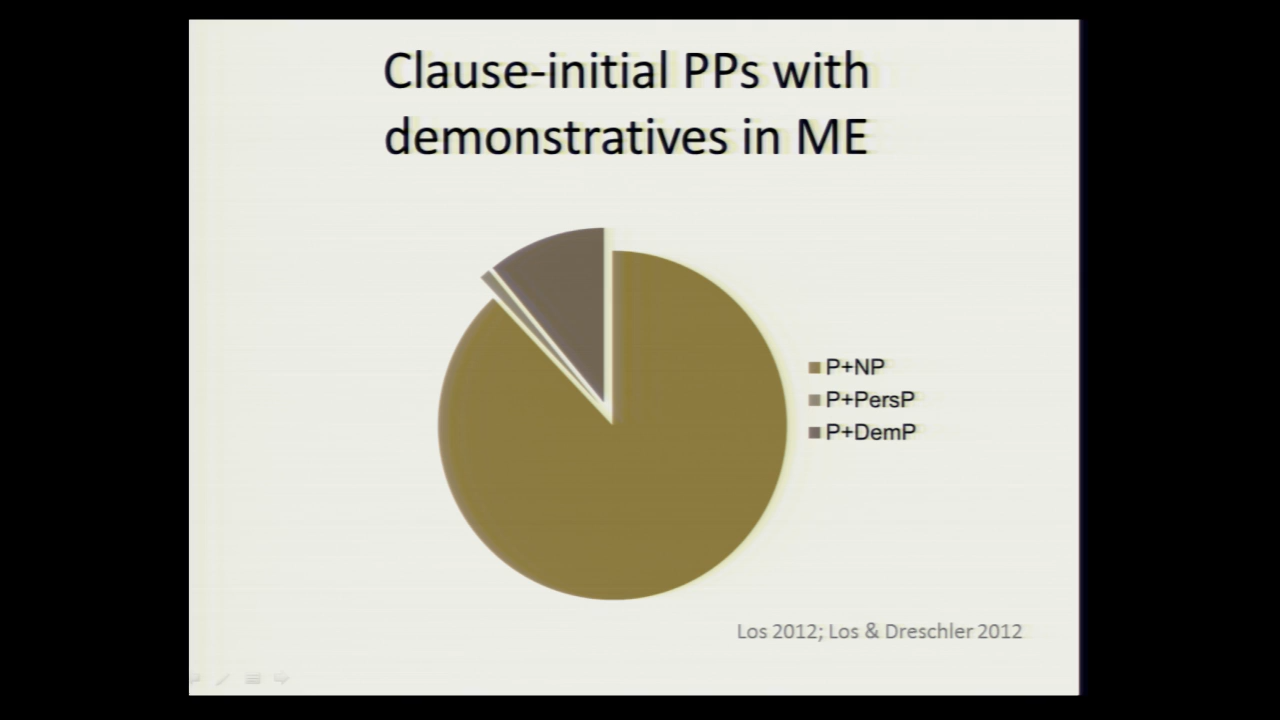 Clause-initial PPs with
demonstratives in ME
P+NP
P+PersP
P+DemP
Los 2012; Los & Dreschler 2012